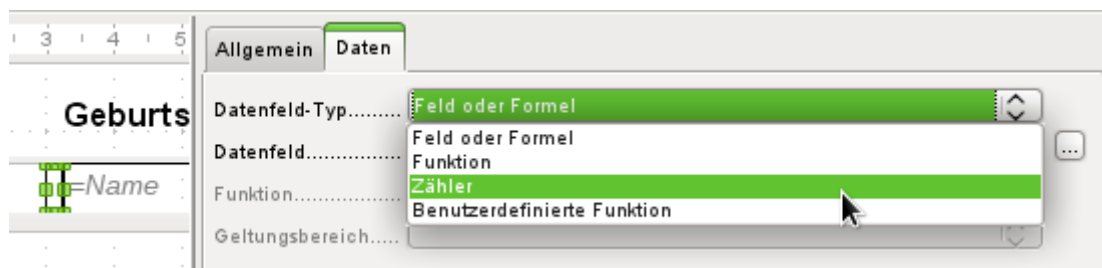 3 4 5
Allgemein Daten
Geburts
Datenfeld-Typ......... Feld oder Formel
Feld oder Formel
Datenfeld................ ...
Funktion
=Name
Zähler
Funktion..................
Benutzerdefinierte Funktion
Geltungsbereich.....